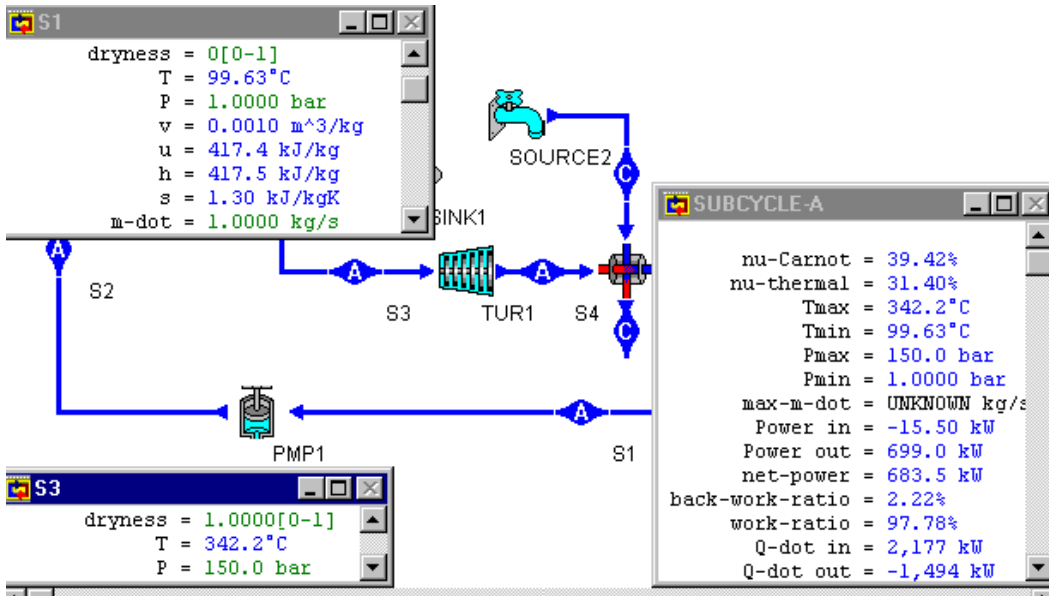 S1
dryness = 0[0-1]
T = 99.63°C
P = 1.0000 bar
v = 0.0010 m^3/kg
u = 417.4 kJ/kg
h = 417.5 kJ/kg
s = 1.30 kJ/kgK
m-dot = 1.0000 kg/s
SOURCE2
C
SINK1
A
S2
A
A
S3
TUR1
S4
C
A
PMP1
S1
S3
dryness = 1.0000[0-1]
T = 342.2°C
P = 150.0 bar
SUBCYCLE-A
nu-Carnot = 39.42%
nu-thermal = 31.40%
Tmax = 342.2°C
Tmin = 99.63°C
Pmax = 150.0 bar
Pmin = 1.0000 bar
max-m-dot = UNKNOWN kg/s
Power in = -15.50 kW
Power out = 699.0 kW
net-power = 683.5 kW
back-work-ratio = 2.22%
work-ratio = 97.78%
Q-dot in = 2,177 kW
Q-dot out = -1,494 kW